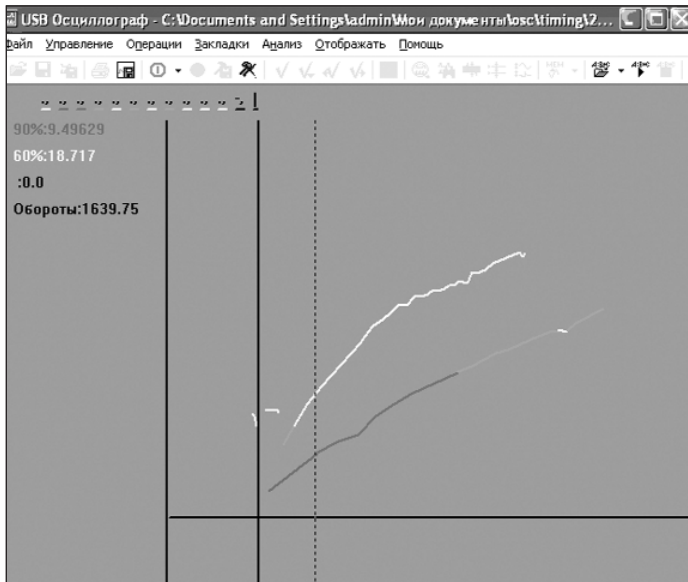 USB Осциллограф - C:\Documents and Settings\admin\Мои документы\osc\timing\2...
Файл Управление Операции Закладки Анализ Отображать Помощь
90%:9.49629
60%:18.717
:0.0
Обороты:1639.75